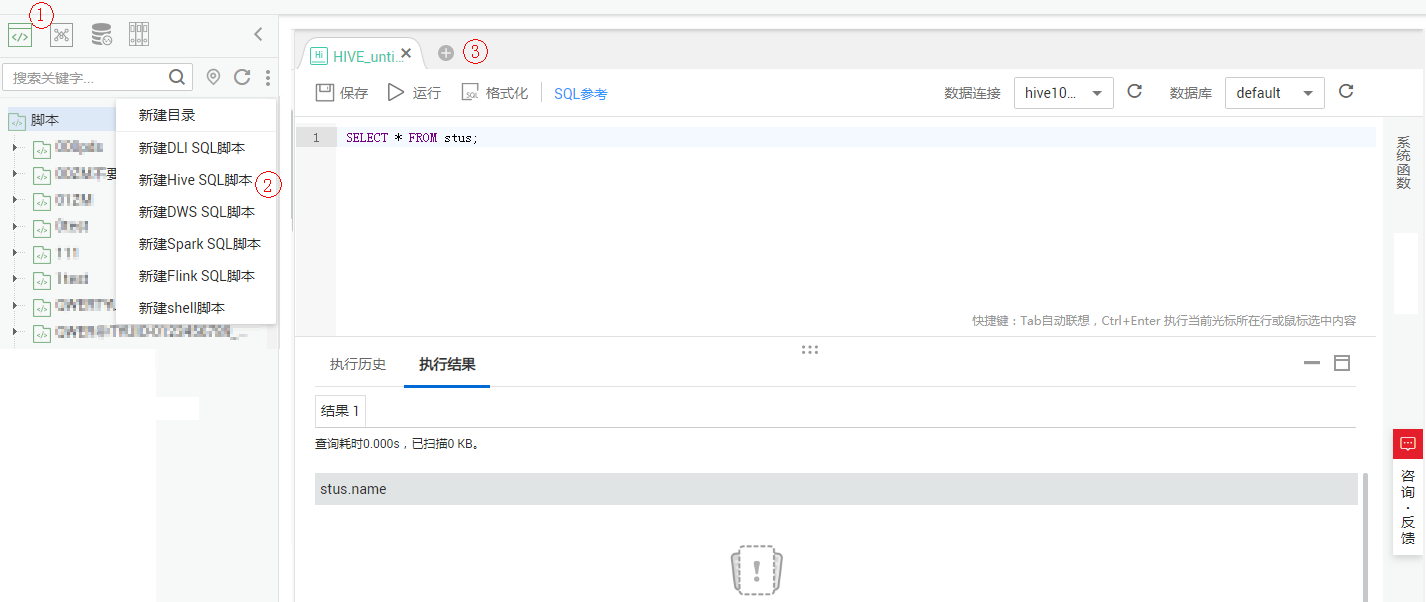 ①
搜索关键字...
脚本
111
新建目录
新建DLI SQL脚本
新建Hive SQL脚本
②
新建DWS SQL脚本
新建Spark SQL脚本
新建Flink SQL脚本
新建shell脚本
Hi HIVE_unti... ③
保存 运行 SQL 格式化 SQL参考 数据连接 hive10... 数据库 default
1 SELECT * FROM stus;
系统函数
快捷键：Tab自动联想，Ctrl+Enter 执行当前光标所在行或鼠标选中内容
执行历史 执行结果
结果 1
查询耗时0.000s，已扫描0 KB。
stus.name
咨询·反馈